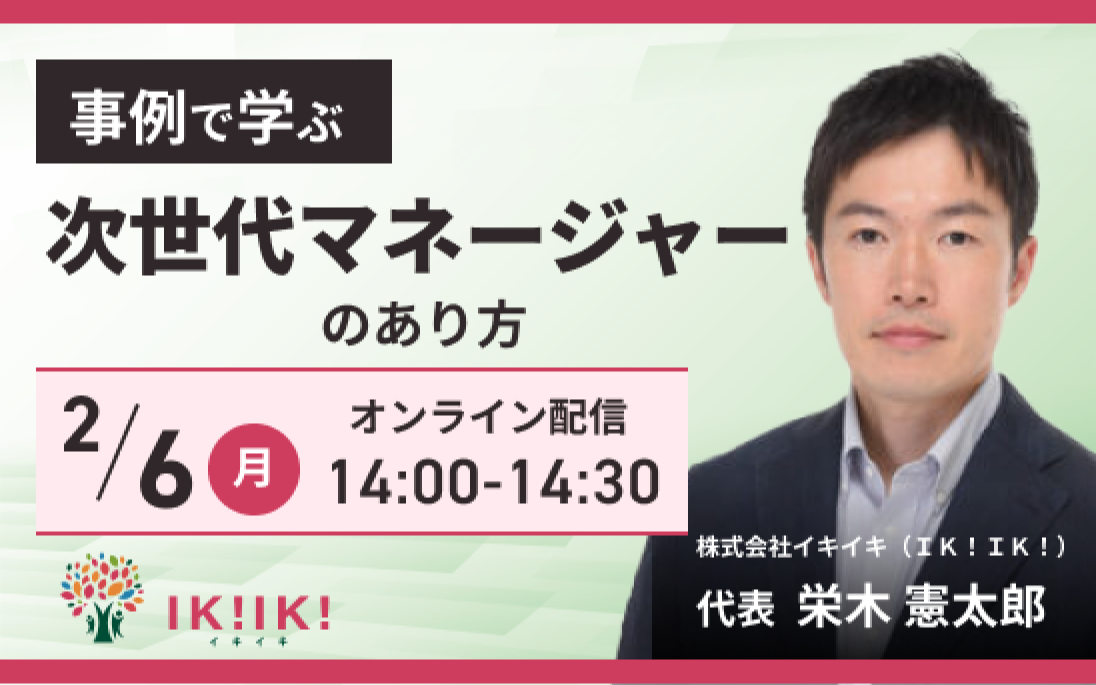 事例で学ぶ
次世代マネージャー
のあり方
2/6 月
オンライン配信
14:00-14:30
株式会社イキイキ（ＩＫ！ＩＫ！）
代表 栄木 憲太郎
IK!IK!
イキイキ